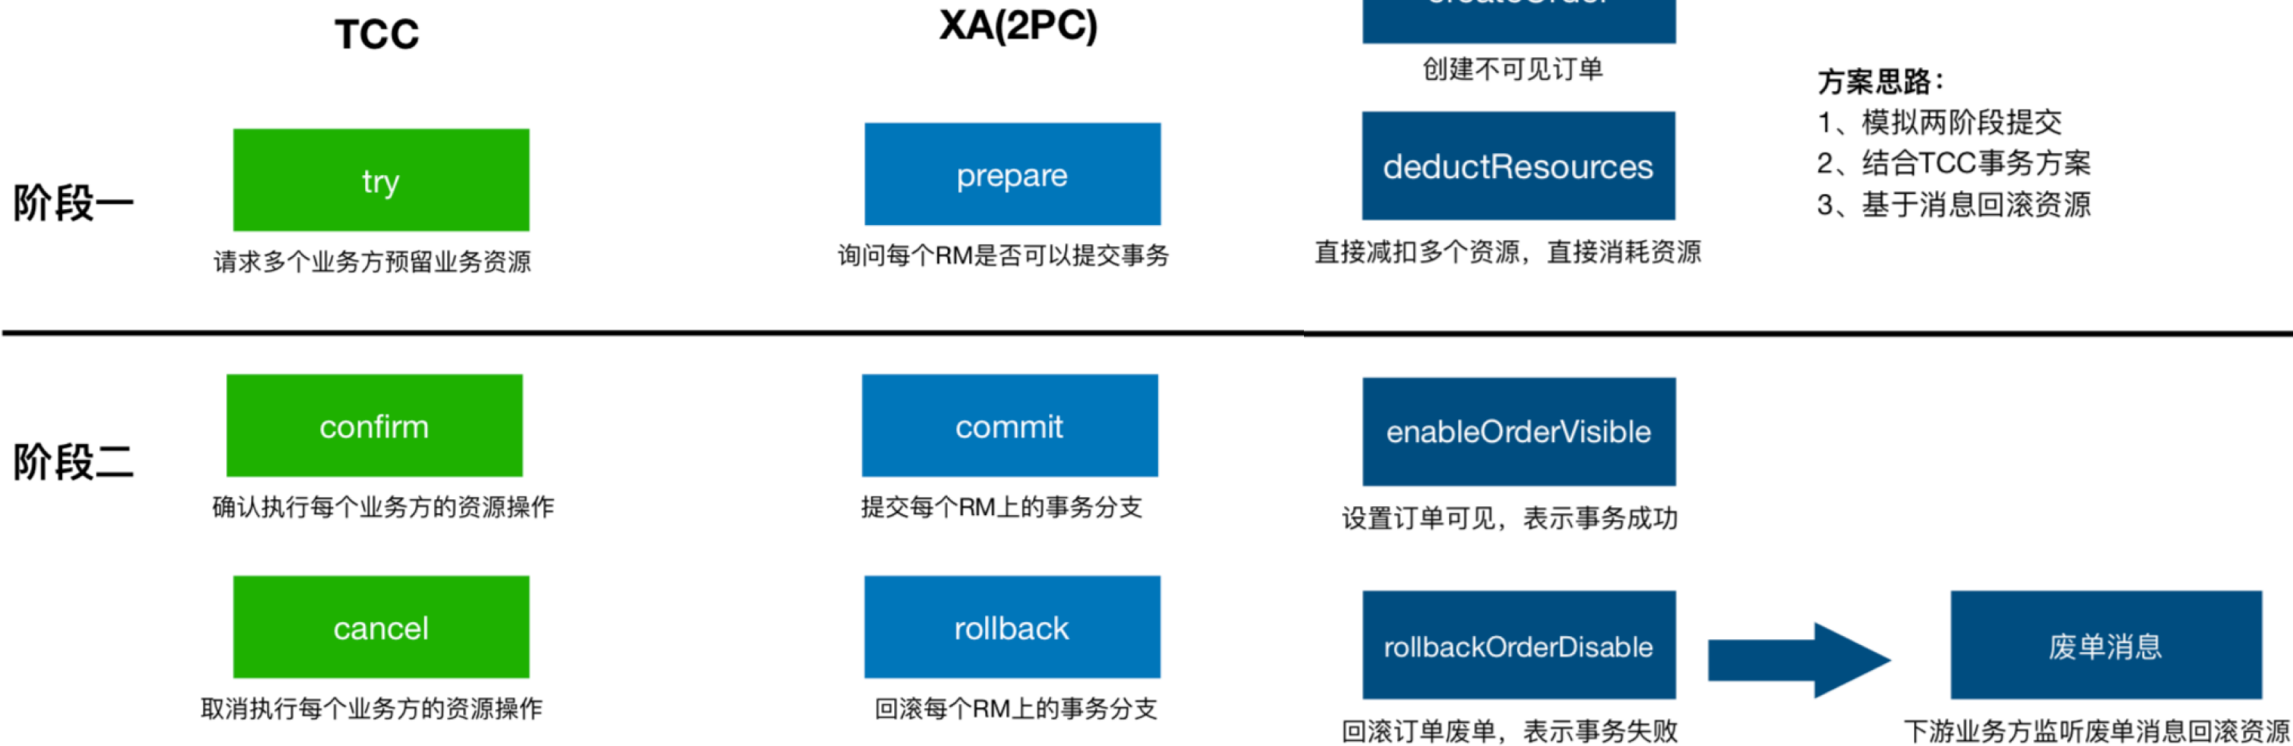 TCC
XA(2PC)
createOrder
创建不可见订单
方案思路：
1、模拟两阶段提交
2、结合TCC事务方案
3、基于消息回滚资源
阶段一
try
请求多个业务方预留业务资源
prepare
询问每个RM是否可以提交事务
deductResources
直接减扣多个资源，直接消耗资源
阶段二
confirm
确认执行每个业务方的资源操作
commit
提交每个RM上的事务分支
enableOrderVisible
设置订单可见，表示事务成功
cancel
取消执行每个业务方的资源操作
rollback
回滚每个RM上的事务分支
rollbackOrderDisable
回滚订单废单，表示事务失败
废单消息
下游业务方监听废单消息回滚资源